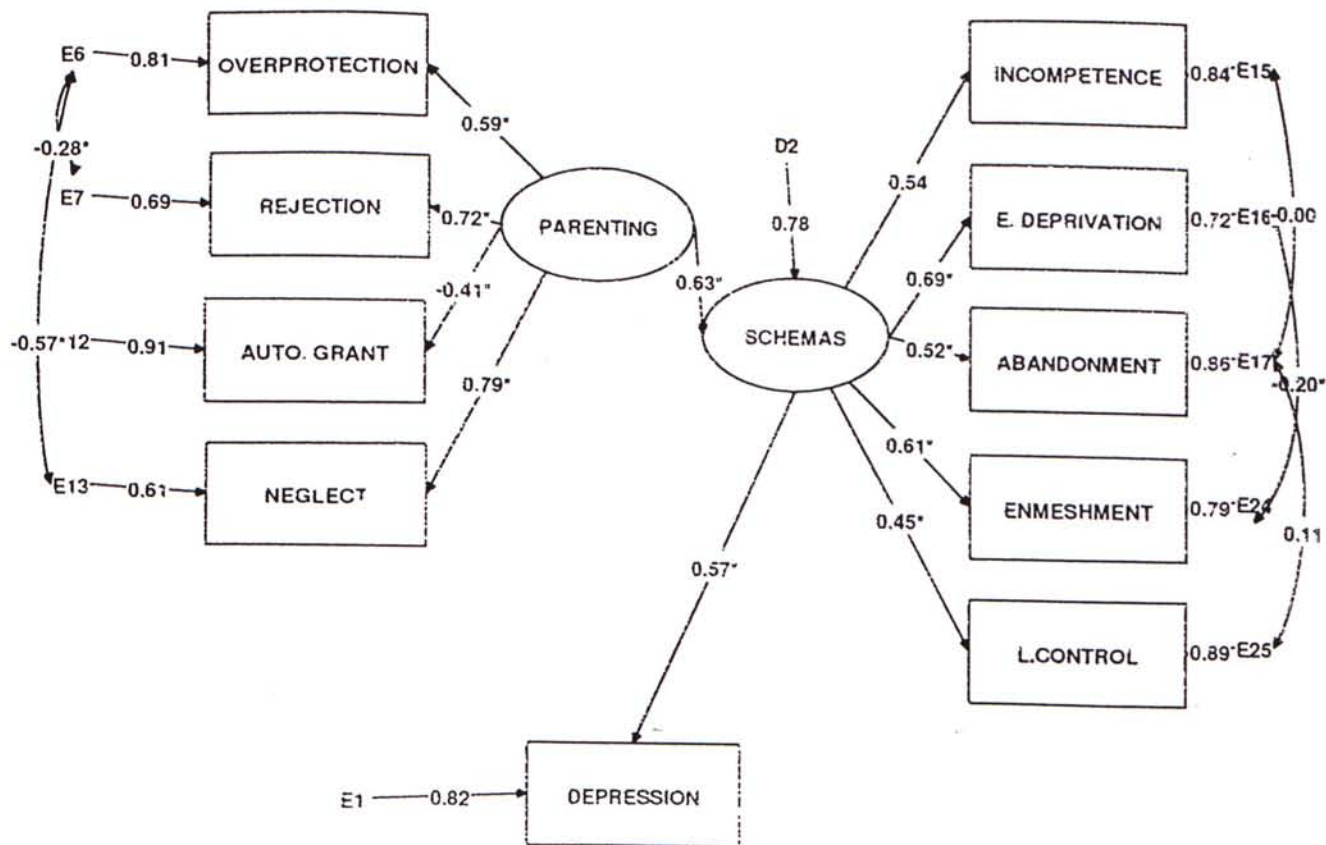 E6 0.81 OVERPROTECTION
0.59*
-0.28*
E7 0.69 REJECTION
0.72*
PARENTING
-0.41*
-0.57* 12 0.91 AUTO. GRANT
0.79*
E13 0.61 NEGLECT
0.63*
D2
0.78
SCHEMAS
0.54
INCOMPETENCE 0.84*E15
-0.00
0.69*
E. DEPRIVATION 0.72*E16
0.52*
ABANDONMENT 0.86*E17
-0.20*
0.61*
ENMESHMENT 0.79*E24
0.11
0.45*
L.CONTROL 0.89*E25
0.57*
E1 0.82 DEPRESSION